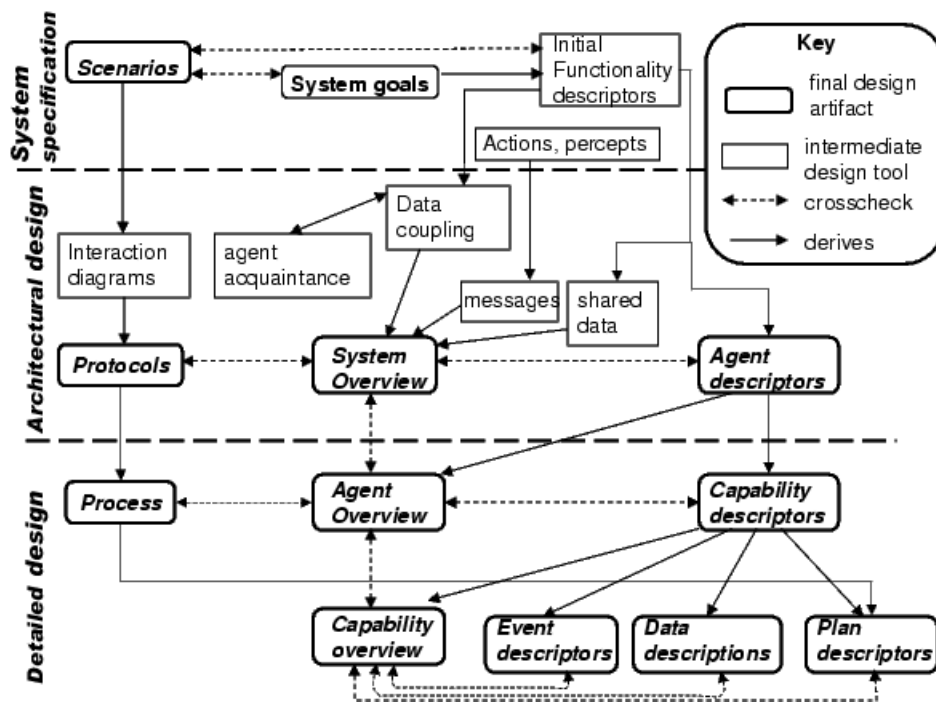 System
specification
Scenarios
System goals
Initial
Functionality
descriptors
Actions, percepts
Key
final design
artifact
intermediate
design tool
crosscheck
derives
Architectural design
Interaction
diagrams
agent
acquaintance
Data
coupling
messages
shared
data
Protocols
System
Overview
Agent
descriptors
Detailed design
Process
Agent
Overview
Capability
descriptors
Capability
overview
Event
descriptors
Data
descriptions
Plan
descriptors